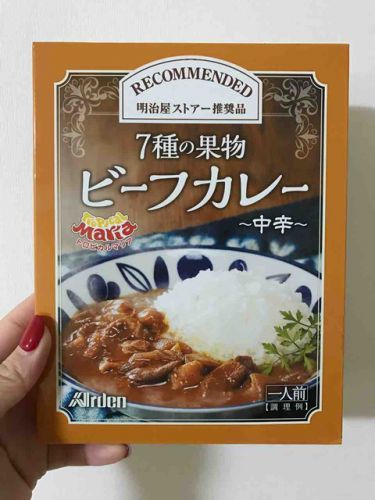 RECOMMENDED
明治屋ストアー推奨品
7種の果物
ビーフカレー
～中辛～
Tropical
Maria
トロピカルマリア
Arden
一人前
【調理例】